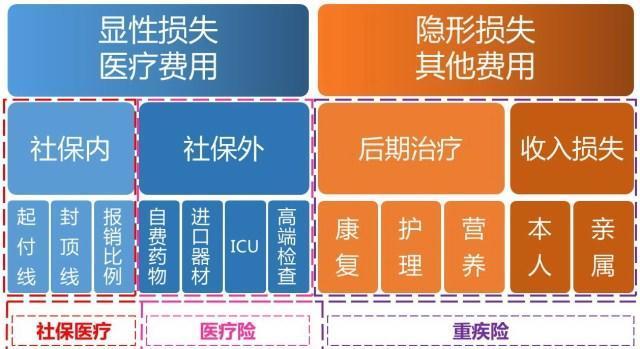 显性损失
医疗费用
隐形损失
其他费用
社保内
社保外
后期治疗
收入损失
起付线
封顶线
报销比例
自费药物
进口器材
ICU
高端检查
康复
护理
营养
本人
亲属
社保医疗
医疗险
重疾险